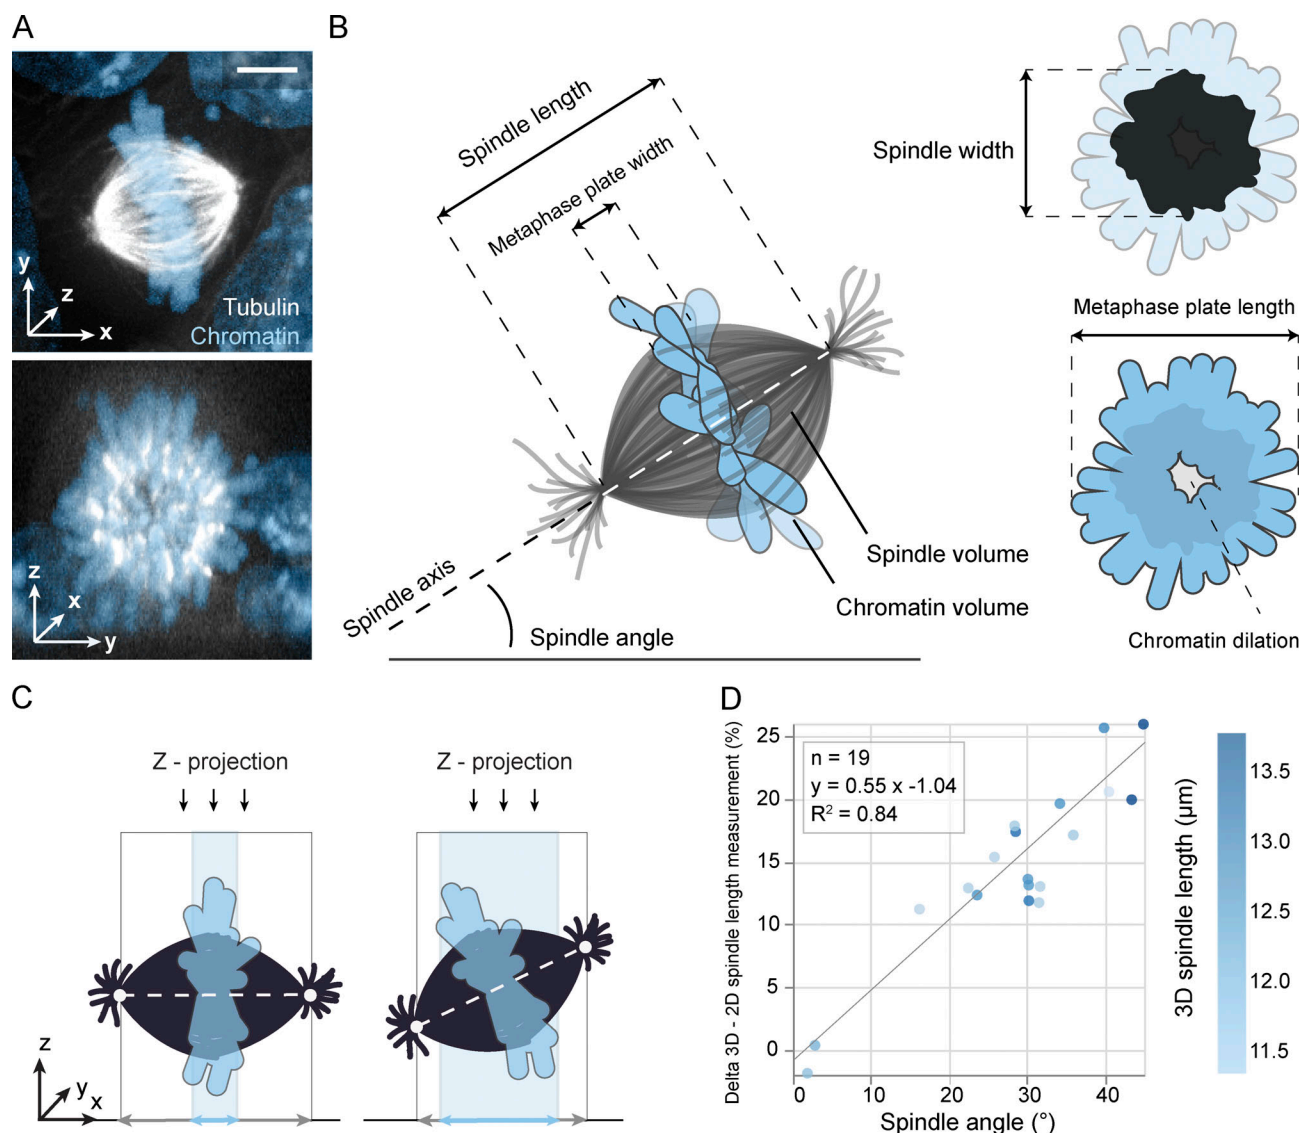 A
B
y
z
x
Tubulin
Chromatin
z
x
y
Spindle length
Metaphase plate width
Spindle axis
Spindle angle
Spindle volume
Chromatin volume
Spindle width
Metaphase plate length
Chromatin dilation
C
Z - projection
Z - projection
z
y
x
D
Delta 3D - 2D spindle length measurement (%)
25
20
15
10
5
0
n = 19
y = 0.55 x -1.04
R² = 0.84
0 10 20 30 40
Spindle angle (°)
3D spindle length (µm)
13.5
13.0
12.5
12.0
11.5